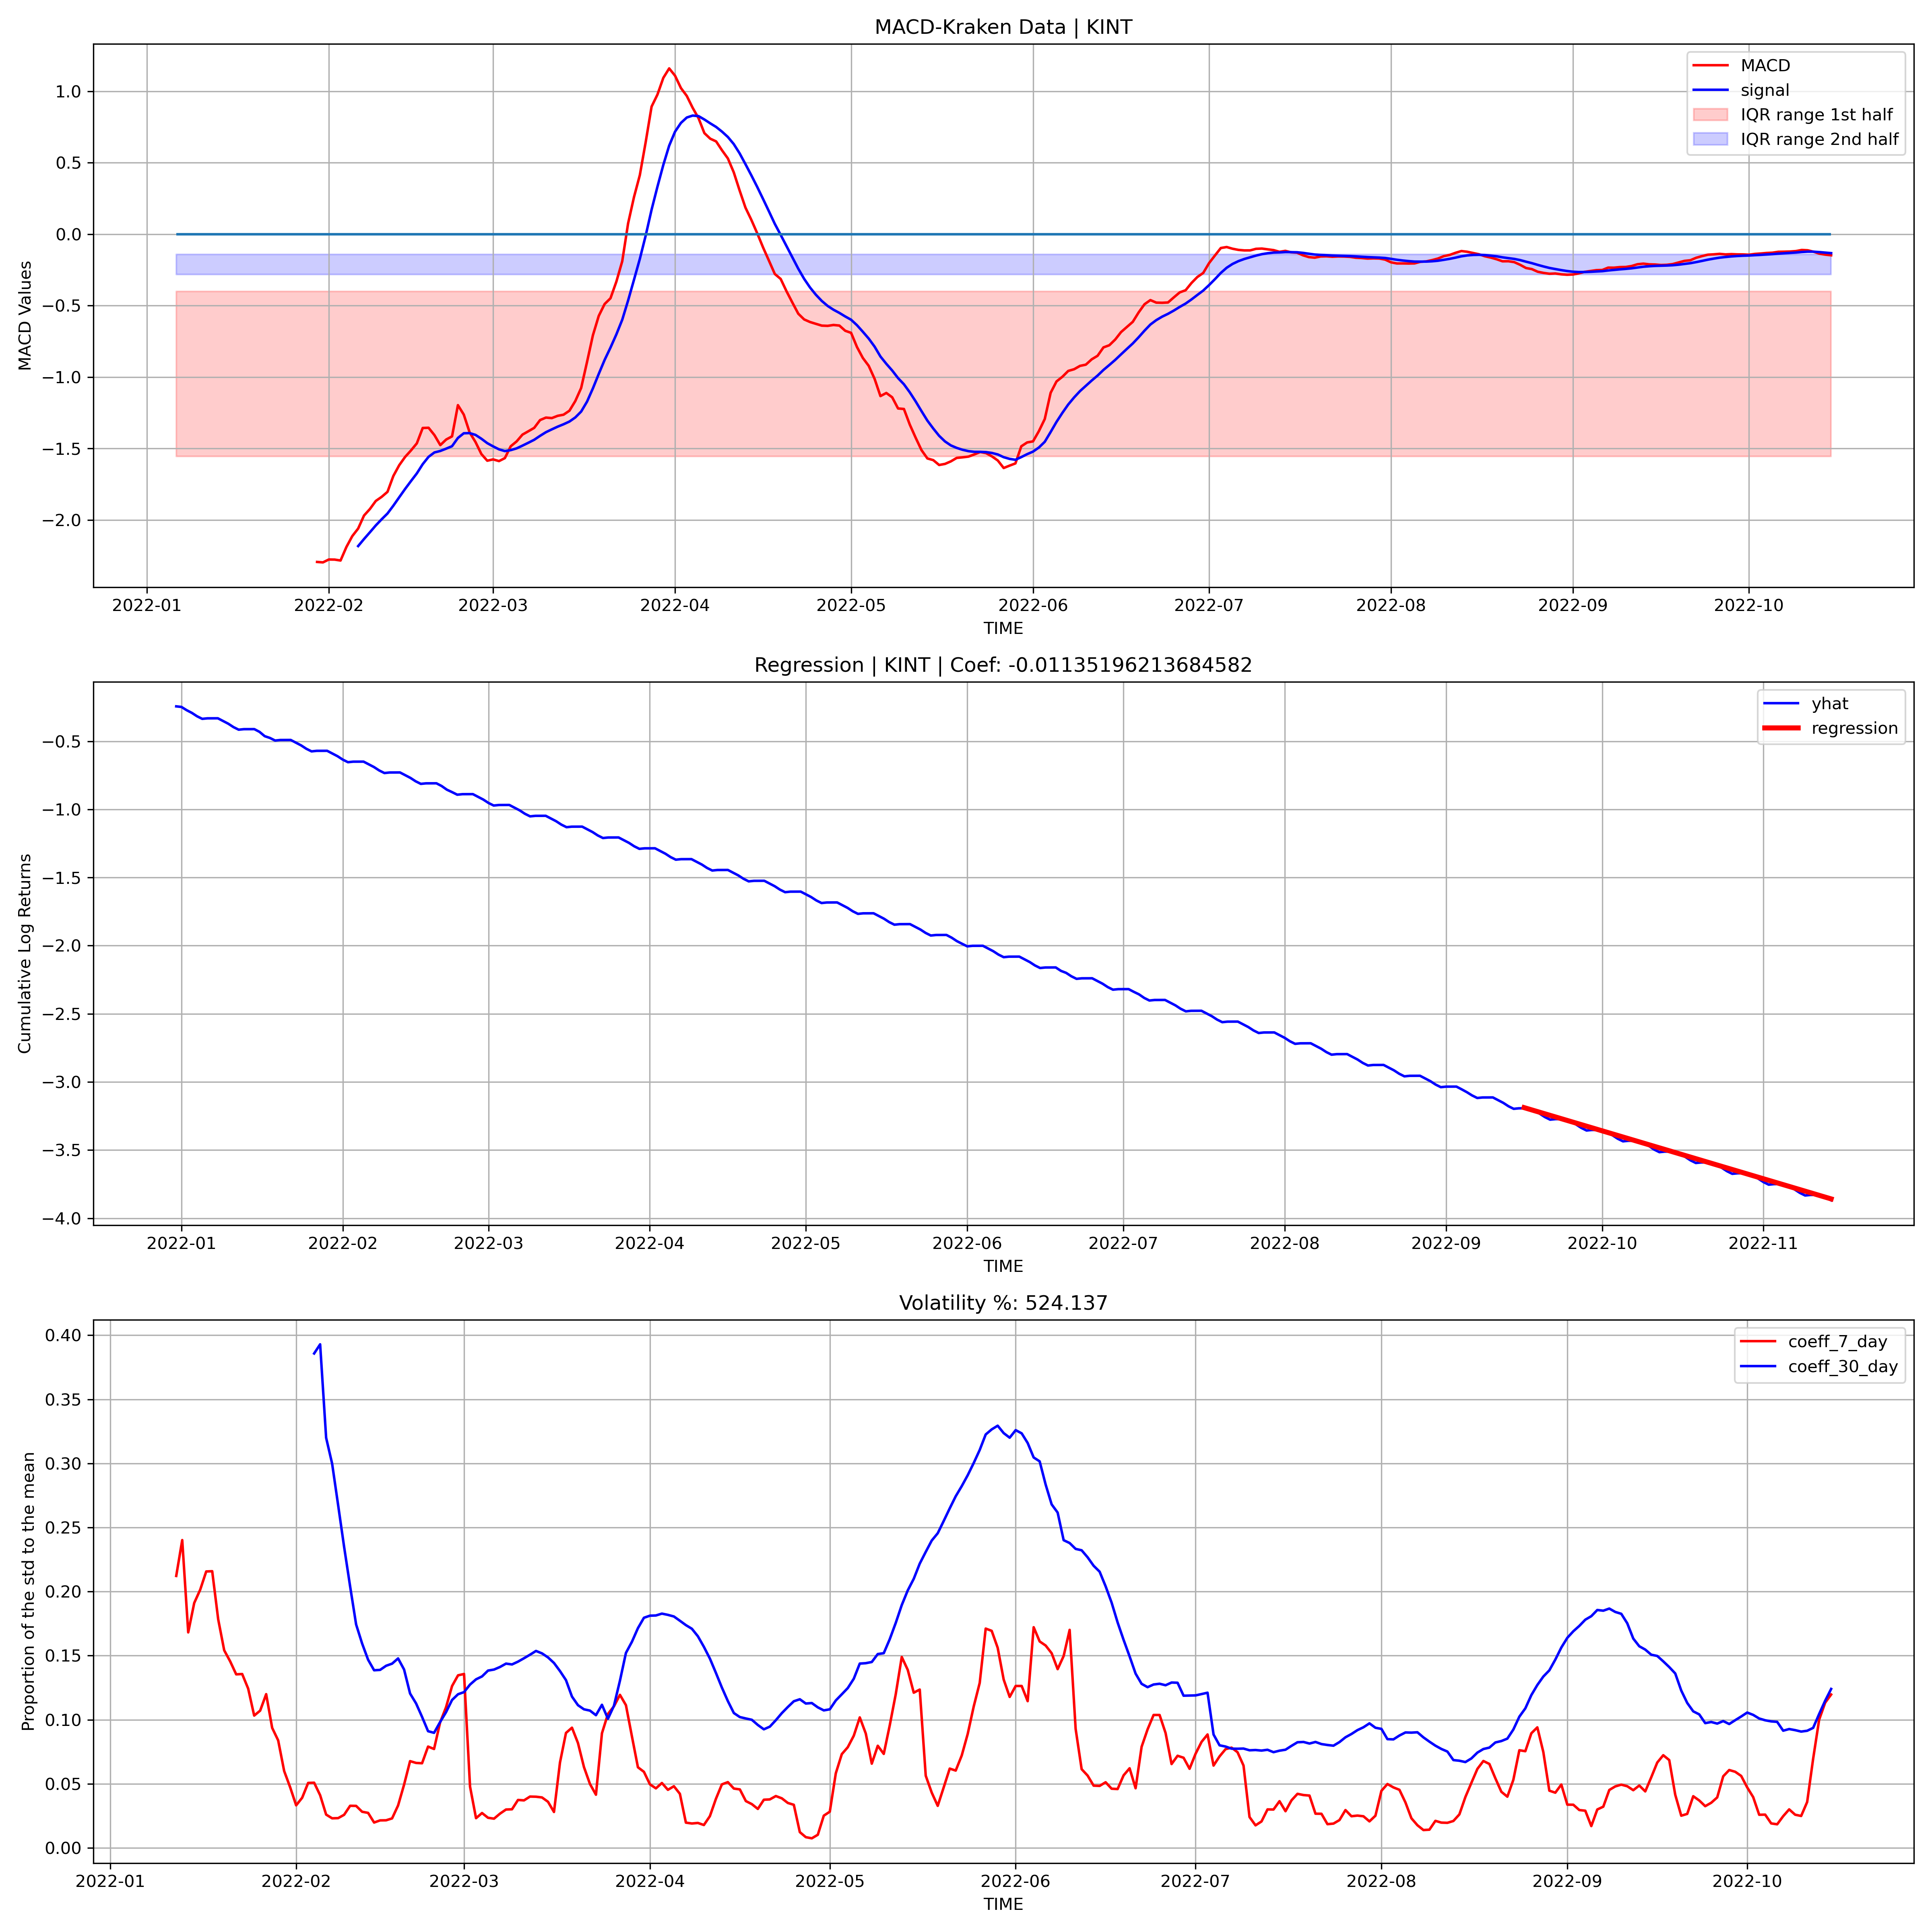 MACD-Kraken Data | KINT
MACD
signal
IQR range 1st half
IQR range 2nd half
1.0
0.5
0.0
−0.5
−1.0
−1.5
−2.0
MACD Values
2022-01 2022-02 2022-03 2022-04 2022-05 2022-06 2022-07 2022-08 2022-09 2022-10
TIME
Regression | KINT | Coef: -0.01135196213684582
yhat
regression
−0.5
−1.0
−1.5
−2.0
−2.5
−3.0
−3.5
−4.0
Cumulative Log Returns
2022-01 2022-02 2022-03 2022-04 2022-05 2022-06 2022-07 2022-08 2022-09 2022-10 2022-11
TIME
Volatility %: 524.137
coeff_7_day
coeff_30_day
0.40
0.35
0.30
0.25
0.20
0.15
0.10
0.05
0.00
Proportion of the std to the mean
2022-01 2022-02 2022-03 2022-04 2022-05 2022-06 2022-07 2022-08 2022-09 2022-10
TIME